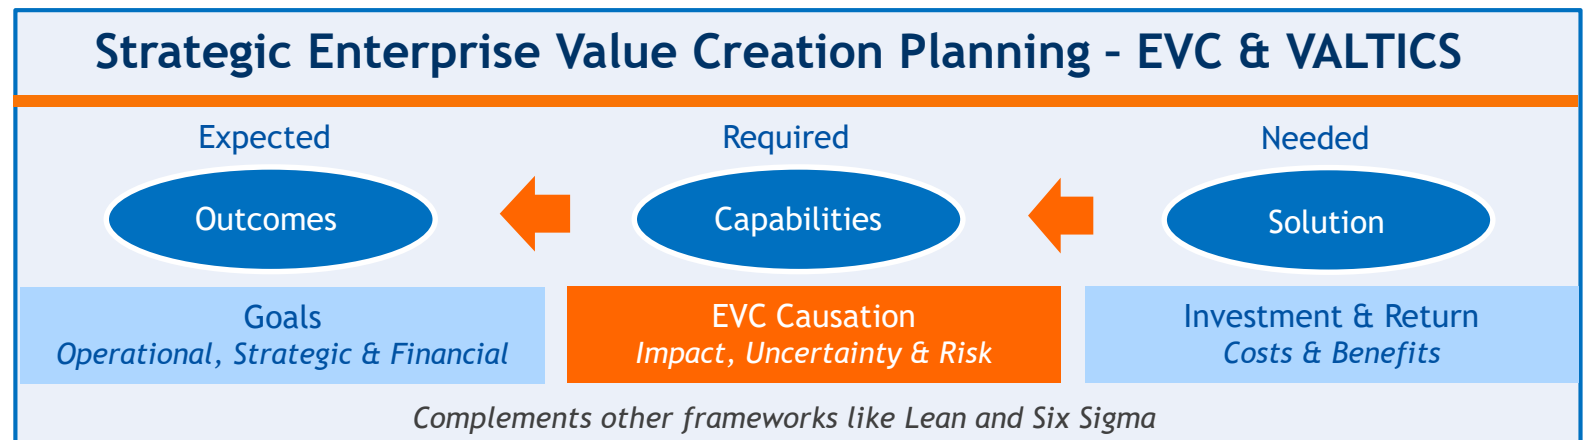 Strategic Enterprise Value Creation Planning – EVC & VALTICS
Expected
Required
Needed
Outcomes
Capabilities
Solution
Goals
Operational, Strategic & Financial
EVC Causation
Impact, Uncertainty & Risk
Investment & Return
Costs & Benefits
Complements other frameworks like Lean and Six Sigma